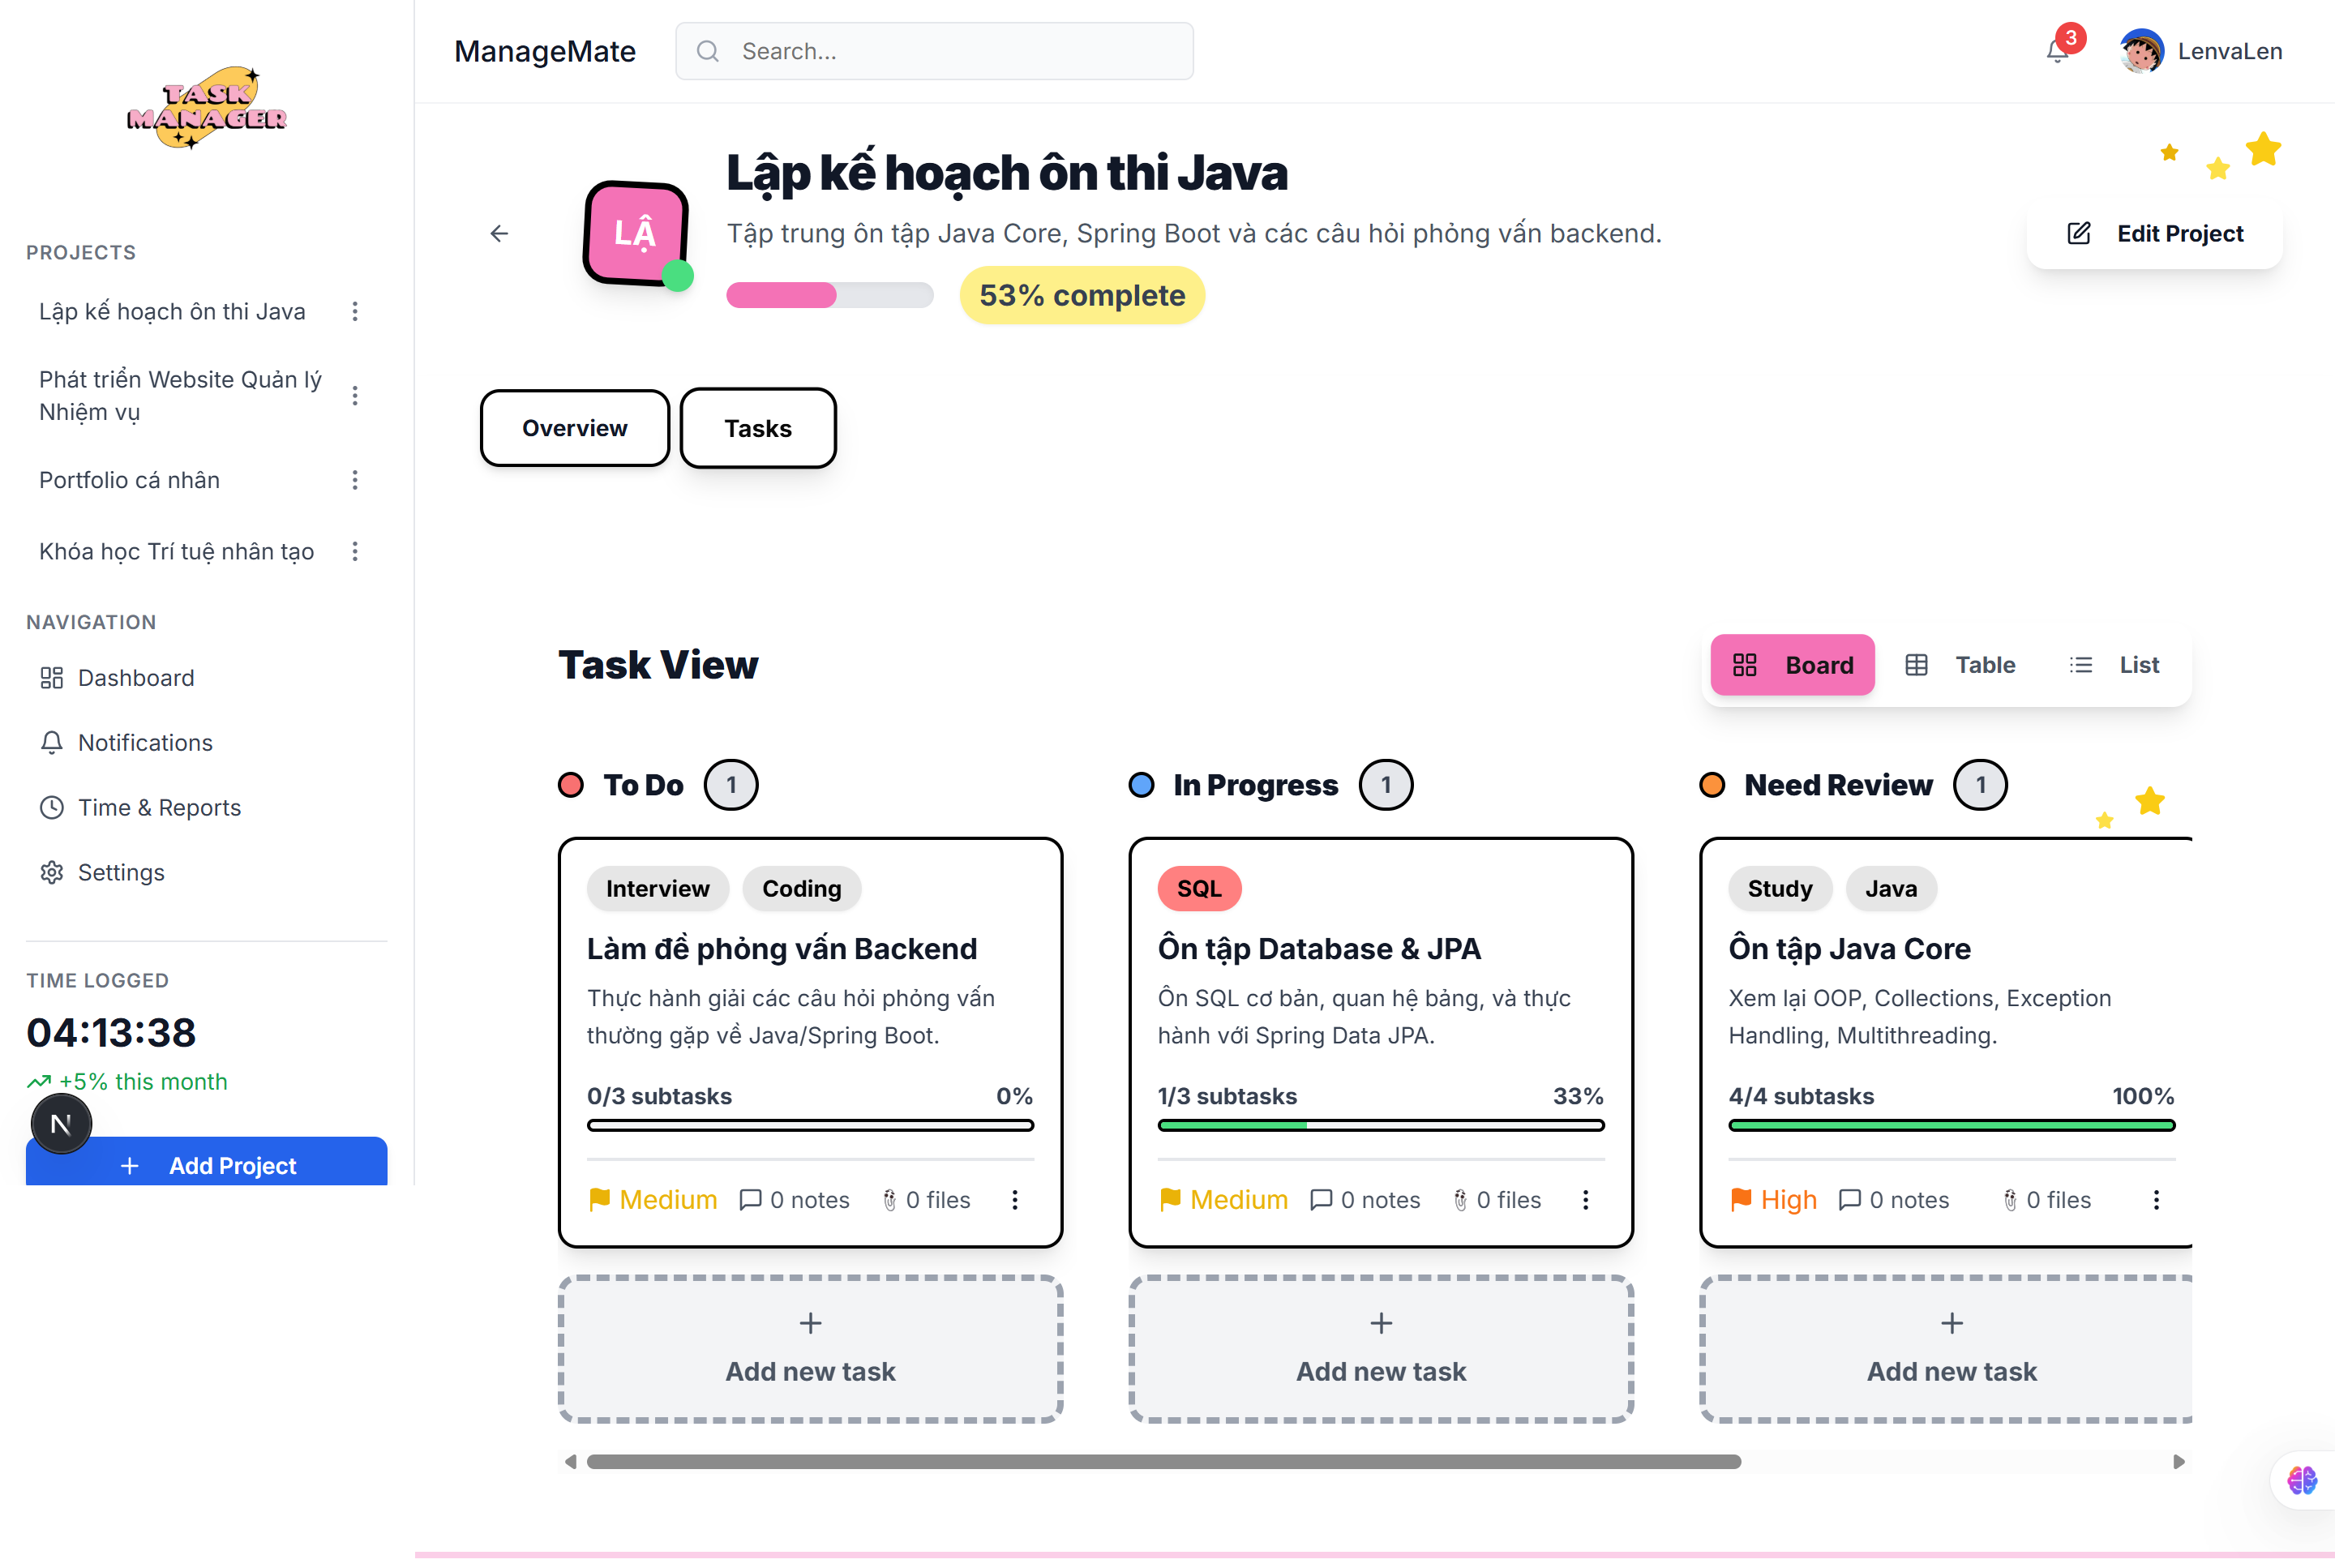 TASK
MANAGER
PROJECTS
Lập kế hoạch ôn thi Java
Phát triển Website Quản lý
Nhiệm vụ
Portfolio cá nhân
Khóa học Trí tuệ nhân tạo
NAVIGATION
Dashboard
Notifications
Time & Reports
Settings
TIME LOGGED
04:13:38
+5% this month
N
Add Project
ManageMate
Search...
3
LenvaLen
LẬ
Lập kế hoạch ôn thi Java
Tập trung ôn tập Java Core, Spring Boot và các câu hỏi phỏng vấn backend.
53% complete
Edit Project
Overview
Tasks
Task View
Board
Table
List
To Do 1
Interview Coding
Làm đề phỏng vấn Backend
Thực hành giải các câu hỏi phỏng vấn
thường gặp về Java/Spring Boot.
0/3 subtasks 0%
Medium 0 notes 0 files
Add new task
In Progress 1
SQL
Ôn tập Database & JPA
Ôn SQL cơ bản, quan hệ bảng, và thực
hành với Spring Data JPA.
1/3 subtasks 33%
Medium 0 notes 0 files
Add new task
Need Review 1
Study Java
Ôn tập Java Core
Xem lại OOP, Collections, Exception
Handling, Multithreading.
4/4 subtasks 100%
High 0 notes 0 files
Add new task